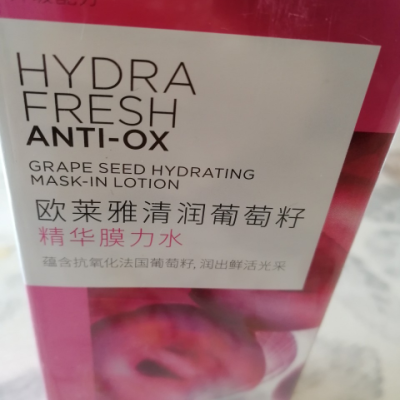 HYDRA
FRESH
ANTI-OX
GRAPE SEED HYDRATING
MASK-IN LOTION
欧莱雅清润葡萄籽
精华膜力水
蕴含抗氧化法国葡萄籽,润出鲜活光采